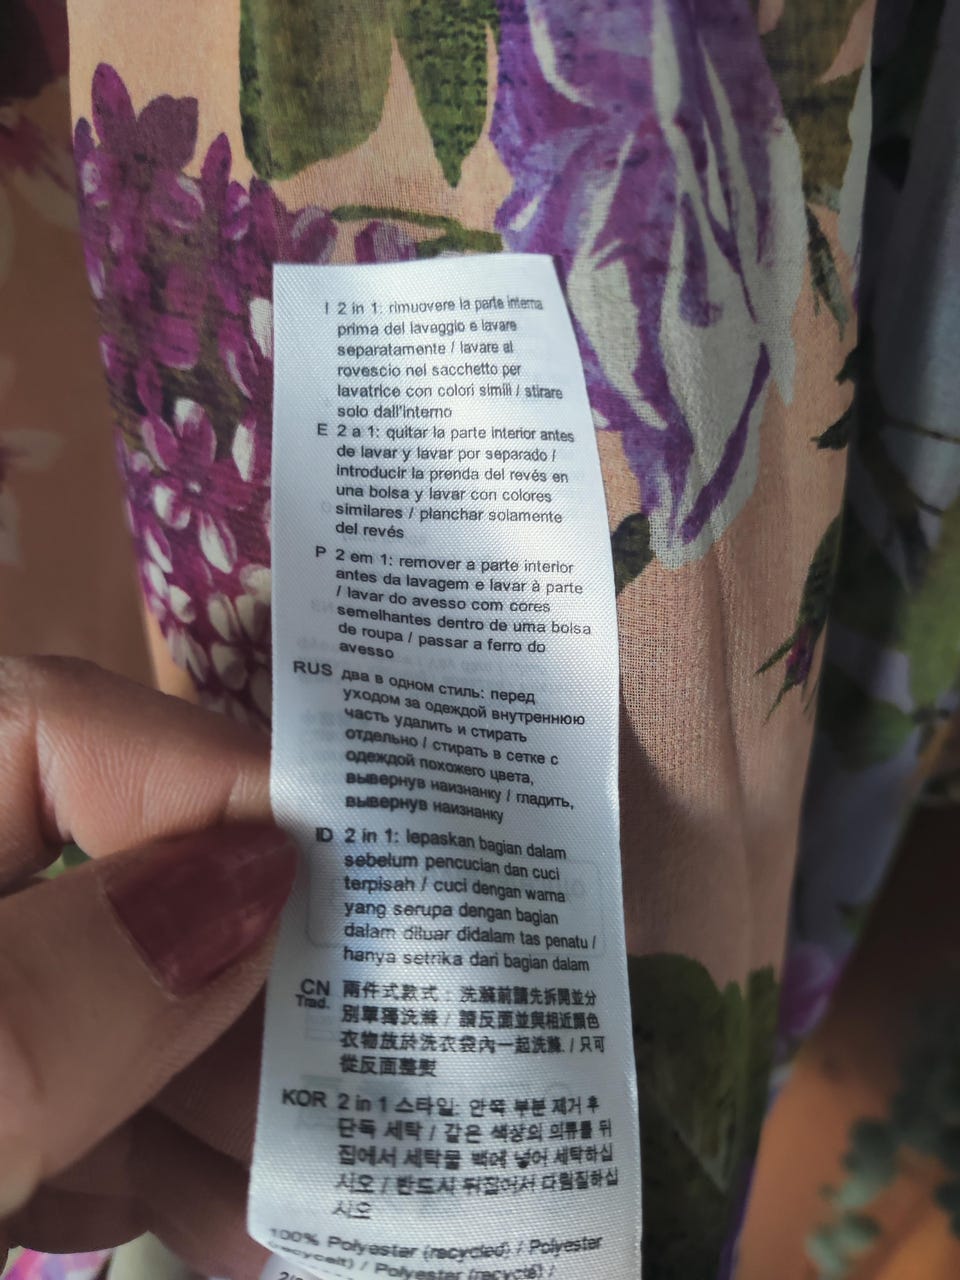 I 2 in 1: rimuovere la parte interna
prima del lavaggio e lavare
separatamente / lavare al
rovescio nel sacchetto per
lavatrice con colori simili / stirare
solo dall'interno
E 2 a 1: quitar la parte interior antes
de lavar y lavar por separado /
introducir la prenda del revés en
una bolsa y lavar con colores
similares / planchar solamente
del revés
P 2 em 1: remover a parte interior
antes da lavagem e lavar à parte
/ lavar do avesso com cores
semelhantes dentro de uma bolsa
de roupa / passar a ferro do
avesso
RUS два в одном стиль: перед
уходом за одеждой внутреннюю
часть удалить и стирать
отдельно / стирать в сетке с
одеждой похожего цвета,
вывернув наизнанку / гладить,
вывернув наизнанку
ID 2 in 1: lepaskan bagian dalam
sebelum pencucian dan cuci
terpisah / cuci dengan warna
yang serupa dengan bagian
dalam diluar didalam tas penatu /
hanya setrika dari bagian dalam
CN 兩件式款式： 洗滌前請先拆開並分
Trad. 別單獨洗滌 / 請反面並與相近顏色
衣物放於洗衣袋內一起洗滌. / 只可
從反面整熨
KOR 2 in 1 스타일: 안쪽 부분 제거 후
단독 세탁 / 같은 색상의 의류를 뒤
집어서 세탁물 백에 넣어 세탁하십
시오 / 반드시 뒤집어서 다림질하십
시오
100% Polyester (recycled) / Polyester
(recycelt) / Polyester (recyclé) /